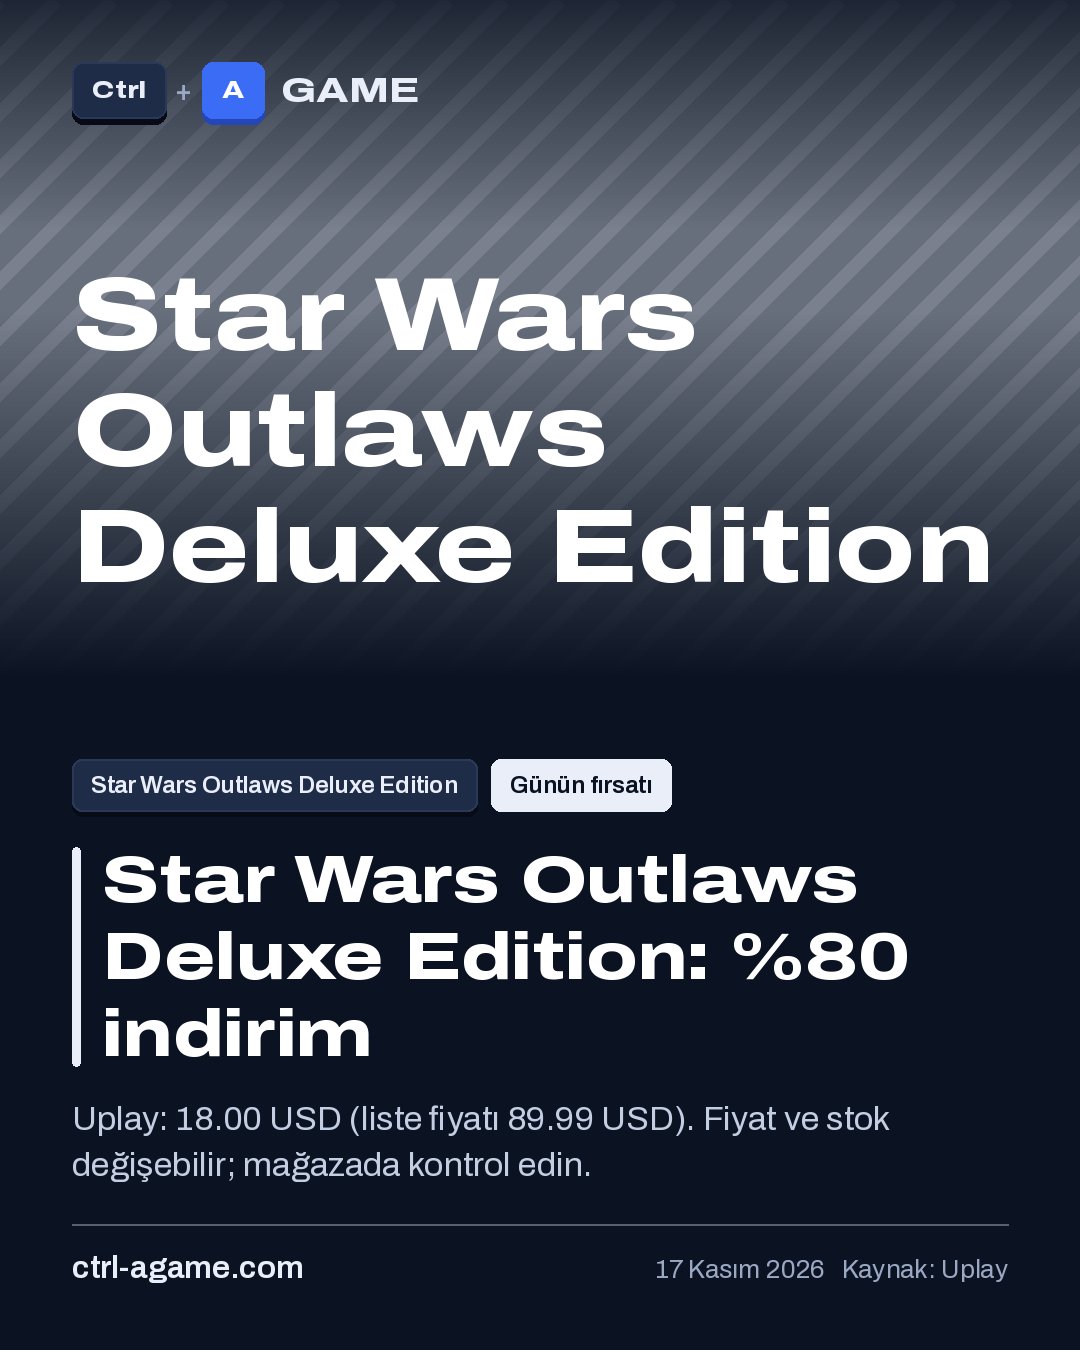 Ctrl + A GAME
Star Wars
Outlaws
Deluxe Edition
Star Wars Outlaws Deluxe Edition
Günün fırsatı
Star Wars Outlaws
Deluxe Edition: %80
indirim
Uplay: 18.00 USD (liste fiyatı 89.99 USD). Fiyat ve stok
değişebilir; mağazada kontrol edin.
ctrl-agame.com
17 Kasım 2026 Kaynak: Uplay